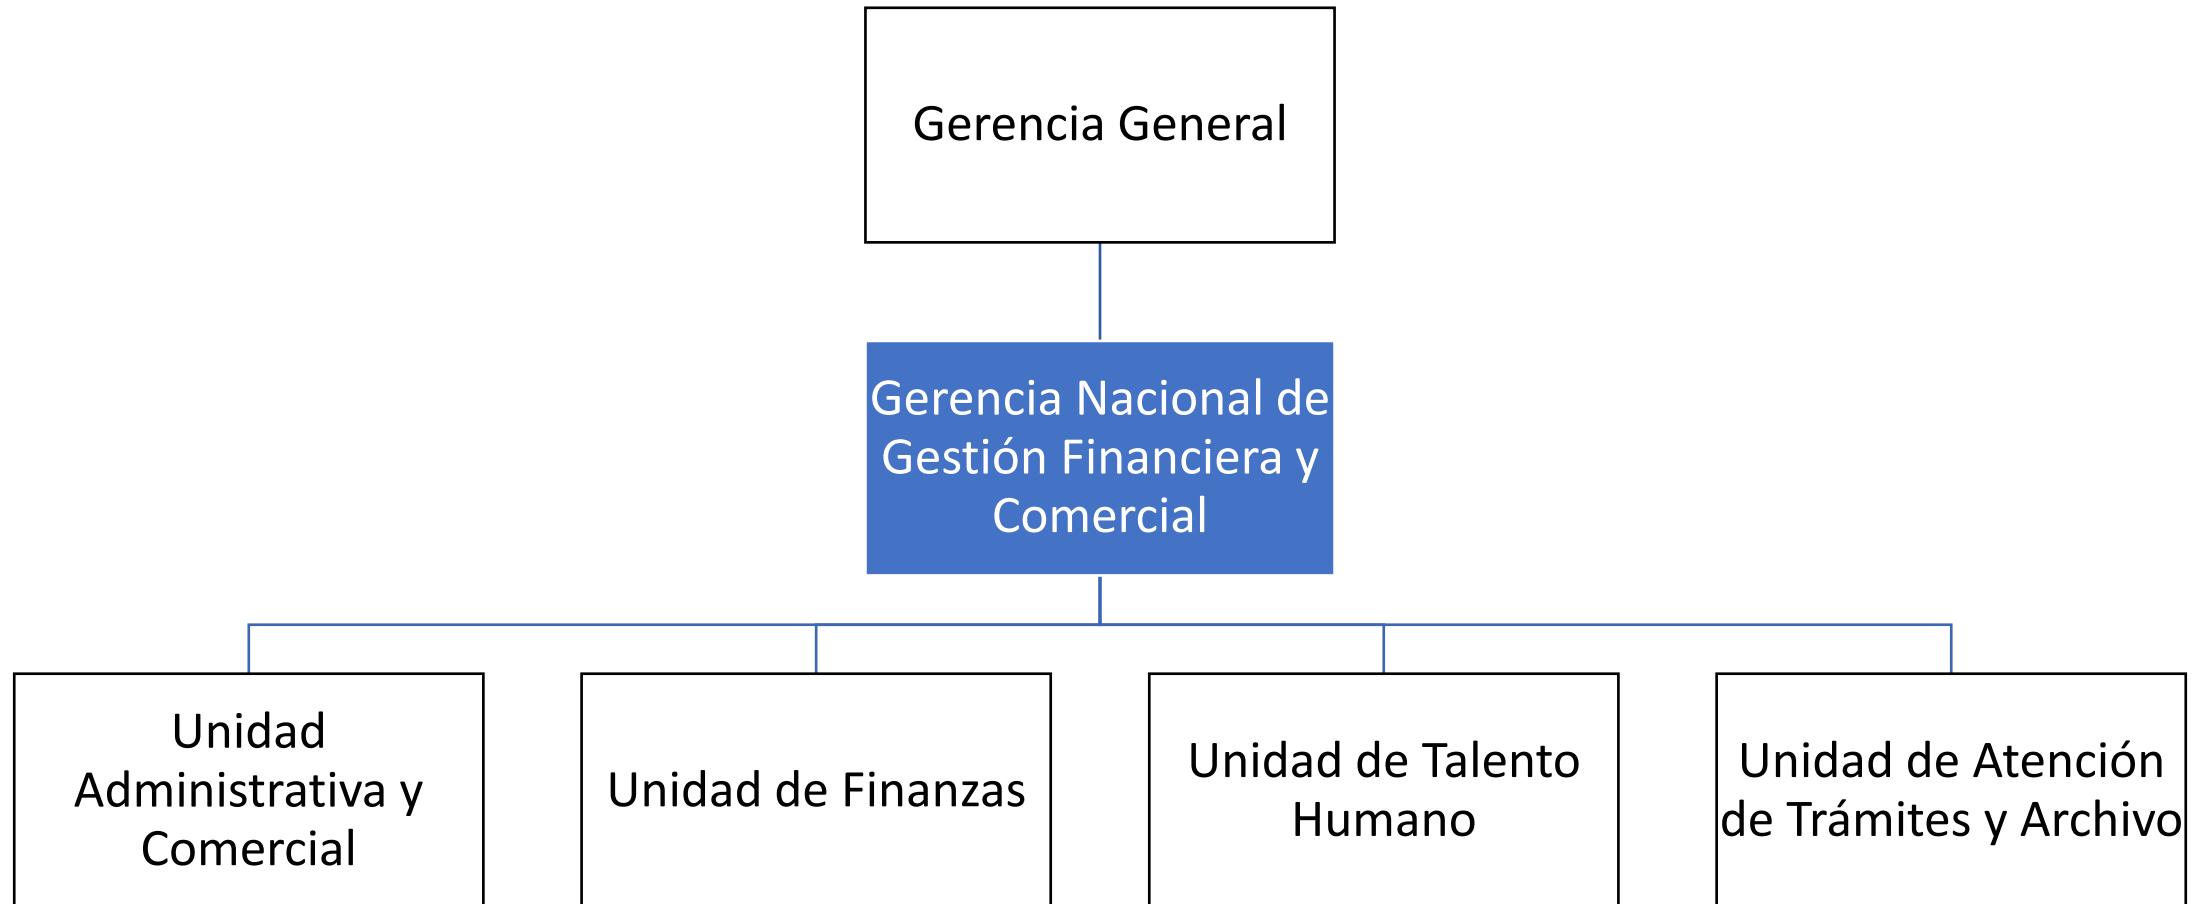 Gerencia General
Gerencia Nacional de
Gestión Financiera y
Comercial
Unidad
Administrativa y
Comercial
Unidad de Finanzas
Unidad de Talento
Humano
Unidad de Atención
de Trámites y Archivo